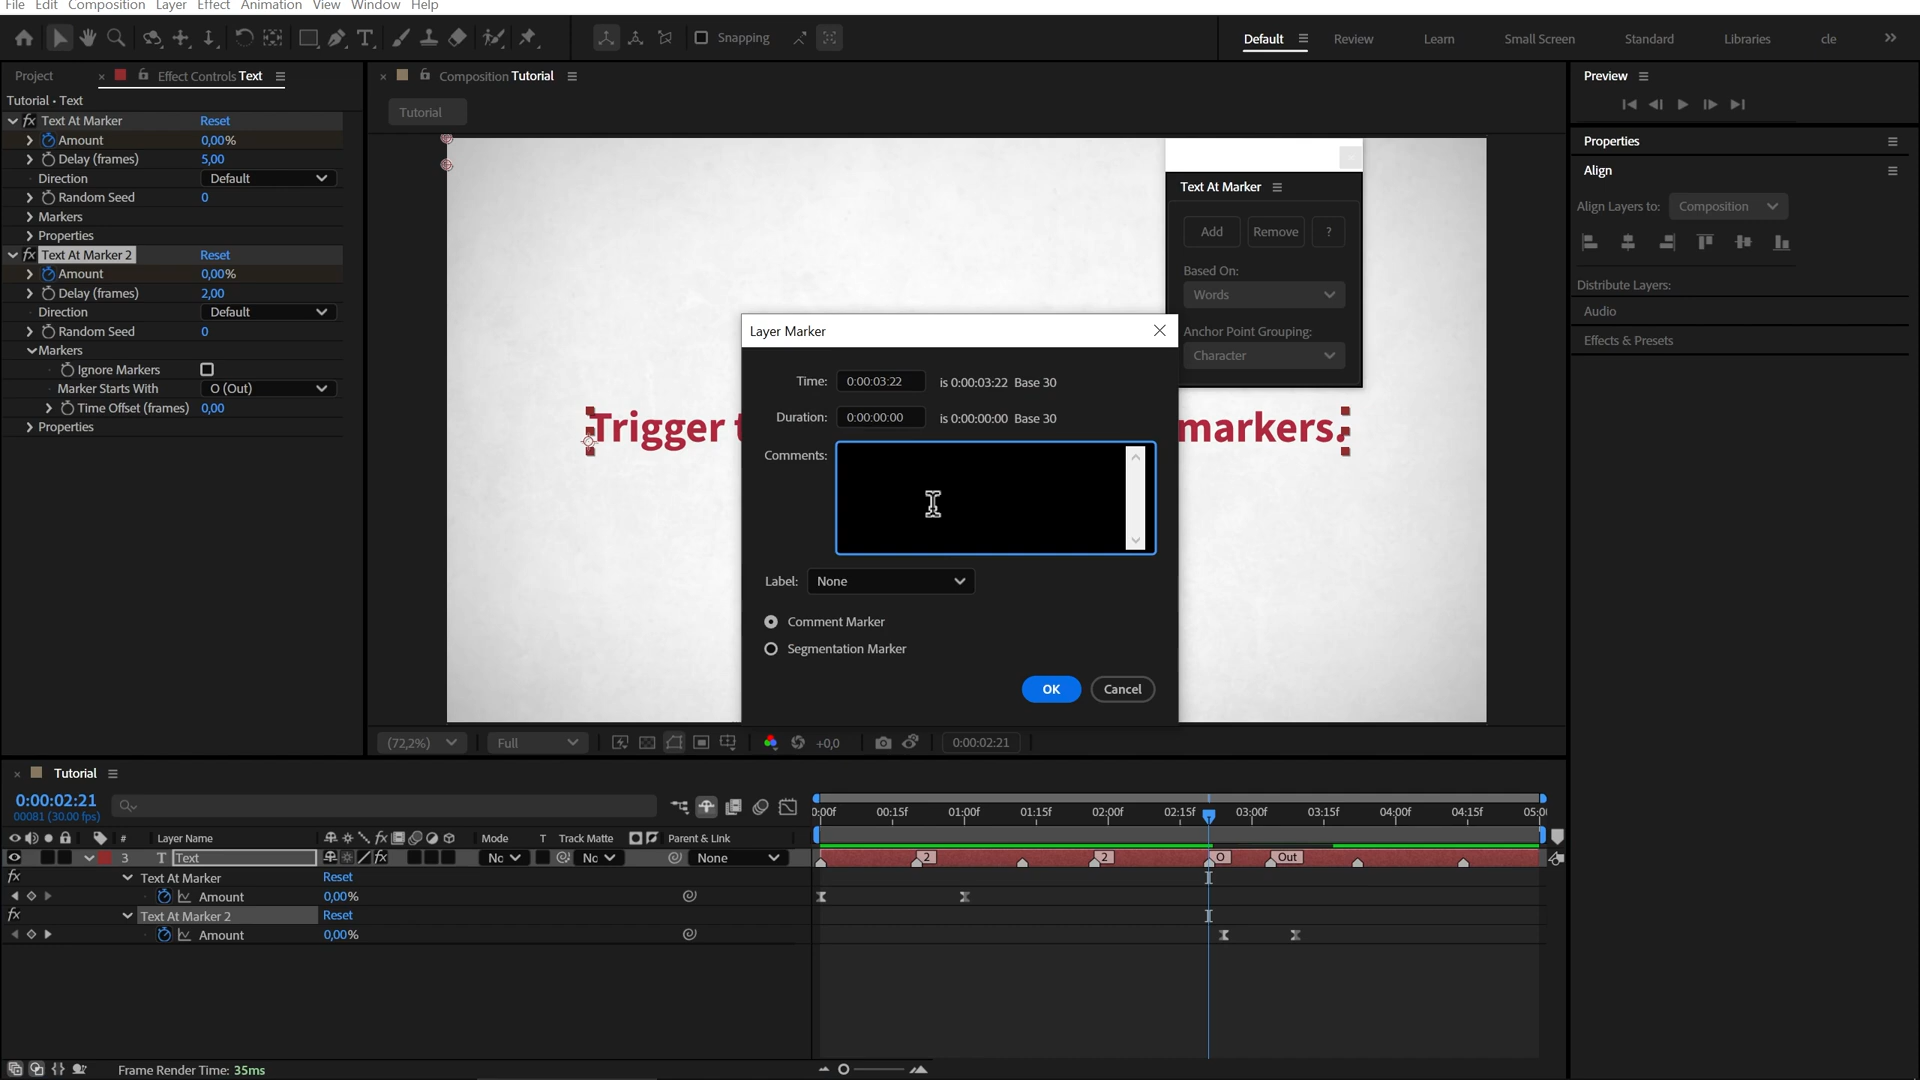 File Edit Composition Layer Effect Animation View Window Help
Snapping
Default Review Learn Small Screen Standard Libraries cle
Project Effect Controls Text
Composition Tutorial
Preview
Tutorial • Text
Tutorial
Text At Marker Reset
Amount 0,00%
Delay (frames) 5,00
Direction Default
Random Seed 0
Markers
Properties
Text At Marker 2 Reset
Amount 0,00%
Delay (frames) 2,00
Direction Default
Random Seed 0
Markers
Ignore Markers
Marker Starts With O (Out)
Time Offset (frames) 0,00
Properties
Text At Marker
Add Remove ?
Based On:
Words
Anchor Point Grouping:
Character
Trigger t
markers.
Layer Marker
Time: 0:00:03:22 is 0:00:03:22 Base 30
Duration: 0:00:00:00 is 0:00:00:00 Base 30
Comments:
Label: None
Comment Marker
Segmentation Marker
OK Cancel
Properties
Align
Align Layers to: Composition
Distribute Layers:
Audio
Effects & Presets
(72,2%) Full +0,0 0:00:02:21
Tutorial
0:00:02:21
00081 (30.00 fps)
# Layer Name fx Mode T Track Matte Parent & Link
0:00f 00:15f 01:00f 01:15f 02:00f 02:15f 03:00f 03:15f 04:00f 04:15f 05:00
3 T Text fx Nc Nc None
2 2 O Out
fx Text At Marker Reset
Amount 0,00%
fx Text At Marker 2 Reset
Amount 0,00%
Frame Render Time: 35ms